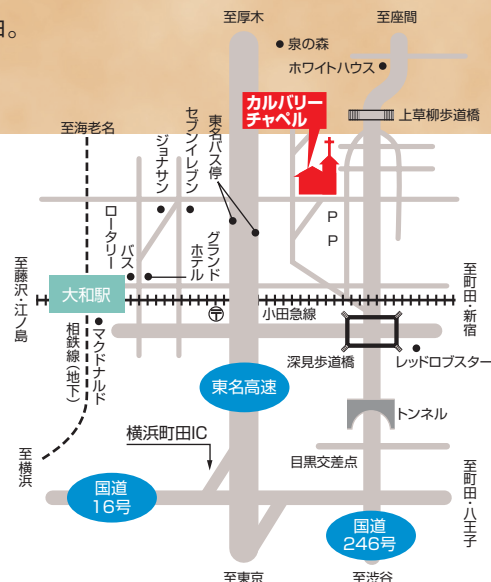 日。
至厚木
至座間
泉の森
ホワイトハウス
カルバリー
チャペル
上草柳歩道橋
至海老名
東名バス停
セブンイレブン
ジョナサン
P
P
グランド
ホテル
バス
ロータリー
至藤沢・江ノ島
大和駅
至町田・新宿
〶
小田急線
マクドナルド
相鉄線(地下)
深見歩道橋
レッドロブスター
東名高速
トンネル
横浜町田IC
目黒交差点
至横浜
国道
16号
至町田・八王子
国道
246号
至東京
至渋谷